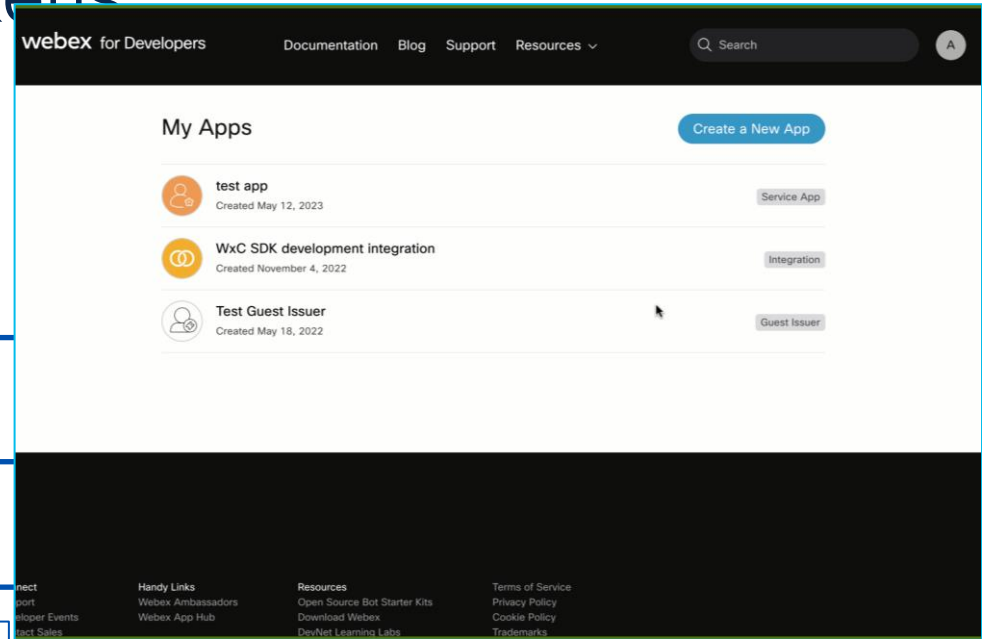 webex for Developers Documentation Blog Support Resources Search A
My Apps Create a New App
test app
Created May 12, 2023 Service App
WxC SDK development integration
Created November 4, 2022 Integration
Test Guest Issuer
Created May 18, 2022 Guest Issuer
Handy Links Resources Terms of Service
Webex Ambassadors Open Source Bot Starter Kits Privacy Policy
Webex App Hub Download Webex Cookie Policy
DevNet Learning Labs Trademarks